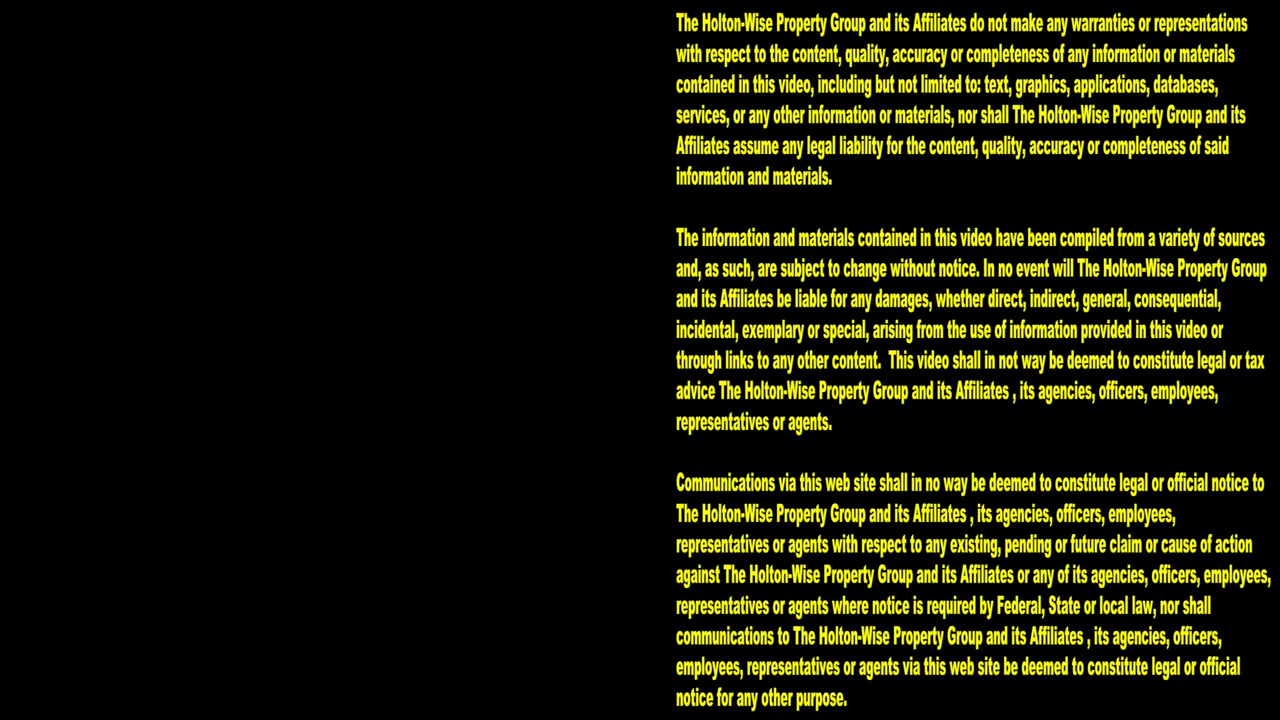 The Holton-Wise Property Group and its Affiliates do not make any warranties or representations
with respect to the content, quality, accuracy or completeness of any information or materials
contained in this video, including but not limited to: text, graphics, applications, databases,
services, or any other information or materials, nor shall The Holton-Wise Property Group and its
Affiliates assume any legal liability for the content, quality, accuracy or completeness of said
information and materials.
The information and materials contained in this video have been compiled from a variety of sources
and, as such, are subject to change without notice. In no event will The Holton-Wise Property Group
and its Affiliates be liable for any damages, whether direct, indirect, general, consequential,
incidental, exemplary or special, arising from the use of information provided in this video or
through links to any other content.  This video shall in not way be deemed to constitute legal or tax
advice The Holton-Wise Property Group and its Affiliates , its agencies, officers, employees,
representatives or agents.
Communications via this web site shall in no way be deemed to constitute legal or official notice to
The Holton-Wise Property Group and its Affiliates , its agencies, officers, employees,
representatives or agents with respect to any existing, pending or future claim or cause of action
against The Holton-Wise Property Group and its Affiliates or any of its agencies, officers, employees,
representatives or agents where notice is required by Federal, State or local law, nor shall
communications to The Holton-Wise Property Group and its Affiliates , its agencies, officers,
employees, representatives or agents via this web site be deemed to constitute legal or official
notice for any other purpose.